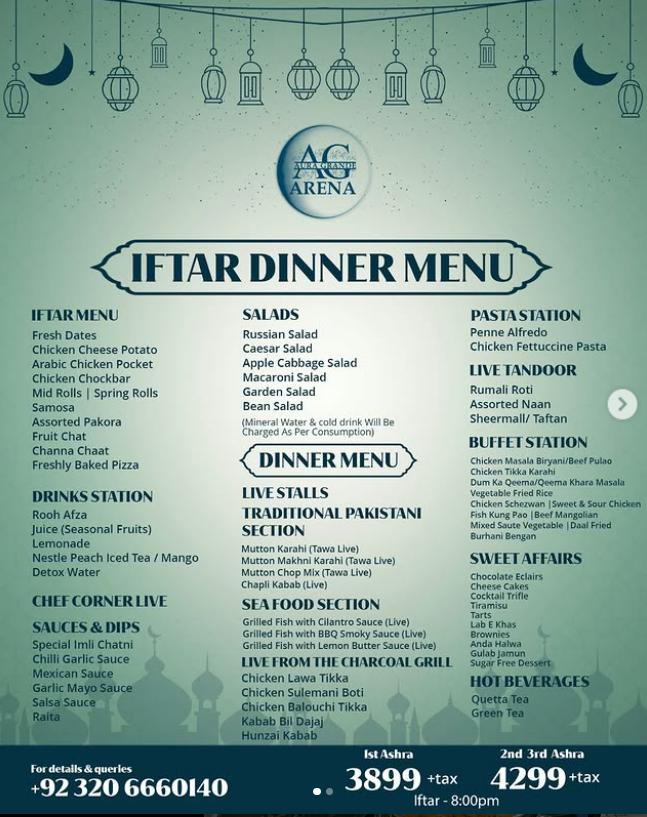 AG
AURA GRANDE
ARENA
IFTAR DINNER MENU
IFTAR MENU
Fresh Dates
Chicken Cheese Potato
Arabic Chicken Pocket
Chicken Chockbar
Mid Rolls | Spring Rolls
Samosa
Assorted Pakora
Fruit Chat
Channa Chaat
Freshly Baked Pizza
DRINKS STATION
Rooh Afza
Juice (Seasonal Fruits)
Lemonade
Nestle Peach Iced Tea / Mango
Detox Water
CHEF CORNER LIVE
SAUCES & DIPS
Special Imli Chatni
Chilli Garlic Sauce
Mexican Sauce
Garlic Mayo Sauce
Salsa Sauce
Raita
SALADS
Russian Salad
Caesar Salad
Apple Cabbage Salad
Macaroni Salad
Garden Salad
Bean Salad
(Mineral Water & cold drink Will Be
Charged As Per Consumption)
DINNER MENU
LIVE STALLS
TRADITIONAL PAKISTANI
SECTION
Mutton Karahi (Tawa Live)
Mutton Makhni Karahi (Tawa Live)
Mutton Chop Mix (Tawa Live)
Chapli Kabab (Live)
SEA FOOD SECTION
Grilled Fish with Cilantro Sauce (Live)
Grilled Fish with BBQ Smoky Sauce (Live)
Grilled Fish with Lemon Butter Sauce (Live)
LIVE FROM THE CHARCOAL GRILL
Chicken Lawa Tikka
Chicken Sulemani Boti
Chicken Balouchi Tikka
Kabab Bil Dajaj
Hunzai Kabab
PASTA STATION
Penne Alfredo
Chicken Fettuccine Pasta
LIVE TANDOOR
Rumali Roti
Assorted Naan
Sheermall/ Taftan
BUFFET STATION
Chicken Masala Biryani/Beef Pulao
Chicken Tikka Karahi
Dum Ka Qeema/Qeema Khara Masala
Vegetable Fried Rice
Chicken Schezwan |Sweet & Sour Chicken
Fish Kung Pao |Beef Mangolian
Mixed Saute Vegetable |Daal Fried
Burhani Bengan
SWEET AFFAIRS
Chocolate Eclairs
Cheese Cakes
Cocktail Trifle
Tiramisu
Tarts
Lab E Khas
Brownies
Anda Halwa
Gulab Jamun
Sugar Free Dessert
HOT BEVERAGES
Quetta Tea
Green Tea
For details & queries
+92 320 6660140
1st Ashra
3899 +tax
2nd 3rd Ashra
4299 +tax
Iftar - 8:00pm